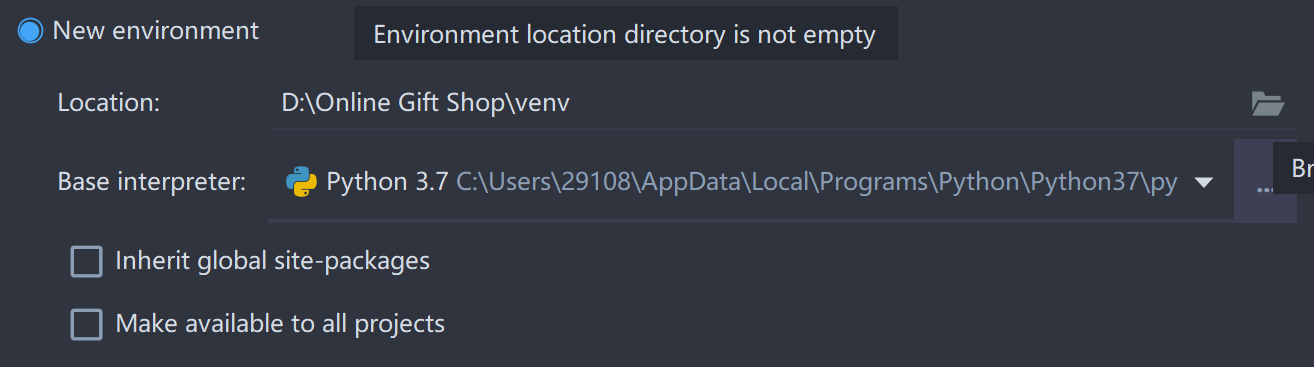 New environment
Environment location directory is not empty
Location: D:\Online Gift Shop\venv
Base interpreter: Python 3.7 C:\Users\29108\AppData\Local\Programs\Python\Python37\py ... Br
Inherit global site-packages
Make available to all projects